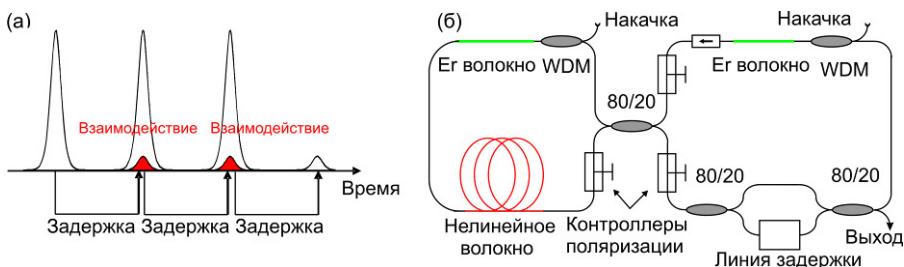 (а)
Взаимодействие Взаимодействие
Время
Задержка Задержка Задержка
(б)
Накачка
Er волокно WDM
80/20
Нелинейное
волокно
Контроллеры
поляризации
Накачка
Er волокно WDM
80/20
80/20
Линия задержки
Выход